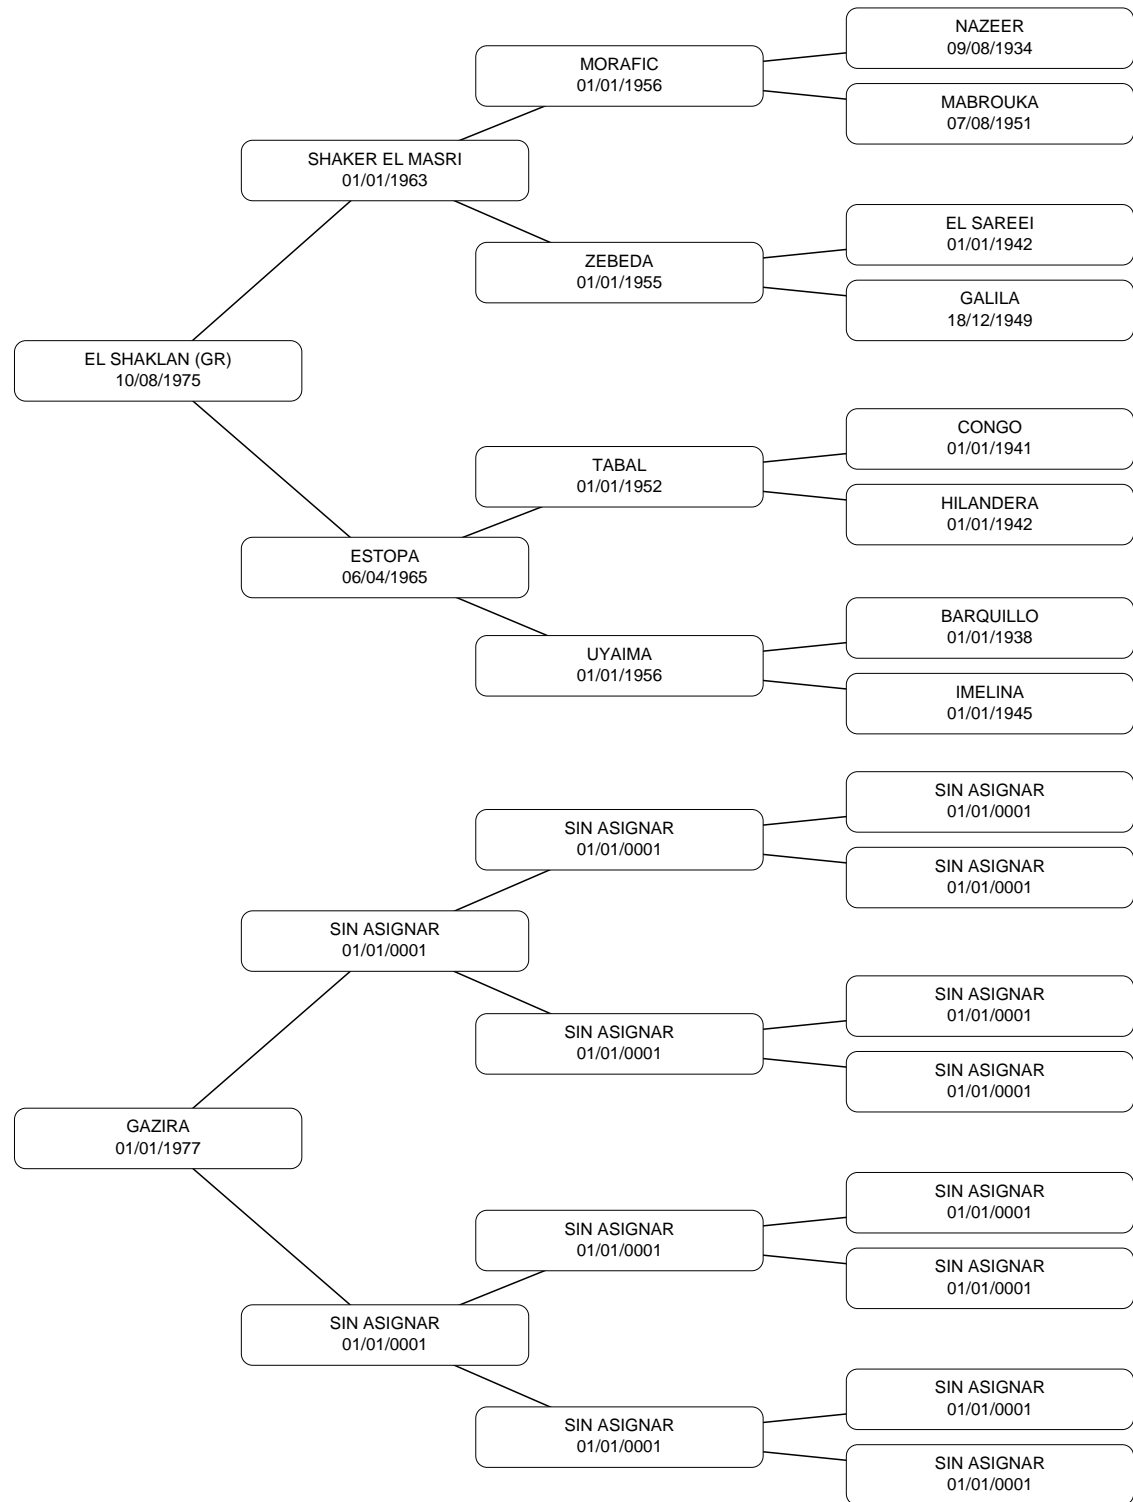 NAZEER
09/08/1934
MORAFIC
01/01/1956
MABROUKA
07/08/1951
SHAKER EL MASRI
01/01/1963
EL SAREEI
01/01/1942
ZEBEDA
01/01/1955
GALILA
18/12/1949
EL SHAKLAN (GR)
10/08/1975
CONGO
01/01/1941
TABAL
01/01/1952
HILANDERA
01/01/1942
ESTOPA
06/04/1965
BARQUILLO
01/01/1938
UYAIMA
01/01/1956
IMELINA
01/01/1945
SIN ASIGNAR
01/01/0001
SIN ASIGNAR
01/01/0001
SIN ASIGNAR
01/01/0001
SIN ASIGNAR
01/01/0001
SIN ASIGNAR
01/01/0001
SIN ASIGNAR
01/01/0001
SIN ASIGNAR
01/01/0001
GAZIRA
01/01/1977
SIN ASIGNAR
01/01/0001
SIN ASIGNAR
01/01/0001
SIN ASIGNAR
01/01/0001
SIN ASIGNAR
01/01/0001
SIN ASIGNAR
01/01/0001
SIN ASIGNAR
01/01/0001
SIN ASIGNAR
01/01/0001